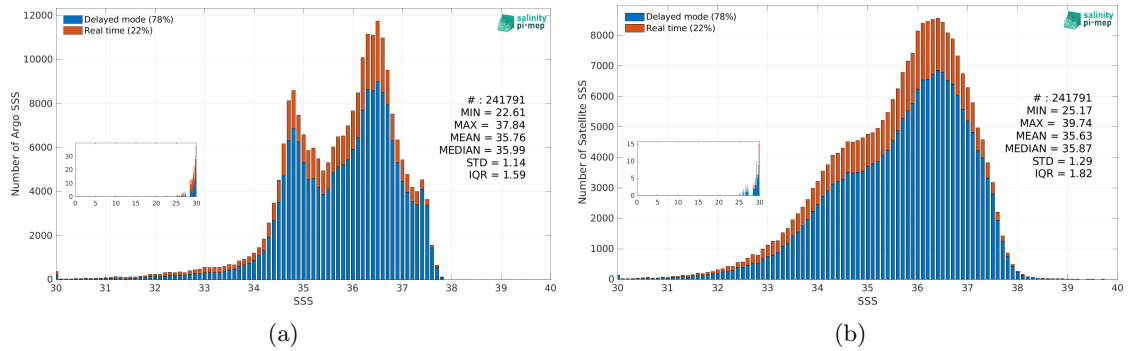 Delayed mode (78%)
Real time (22%)
salinity
pi-mep
12000
10000
8000
6000
4000
2000
0
Number of Argo SSS
# : 241791
MIN = 22.61
MAX = 37.84
MEAN = 35.76
MEDIAN = 35.99
STD = 1.14
IQR = 1.59
30
20
10
0
0 5 10 15 20 25 30
30 31 32 33 34 35 36 37 38 39 40
SSS
(a)
Delayed mode (78%)
Real time (22%)
salinity
pi-mep
8000
7000
6000
5000
4000
3000
2000
1000
0
Number of Satellite SSS
# : 241791
MIN = 25.17
MAX = 39.74
MEAN = 35.63
MEDIAN = 35.87
STD = 1.29
IQR = 1.82
15
10
5
0
0 5 10 15 20 25 30
30 31 32 33 34 35 36 37 38 39 40
SSS
(b)